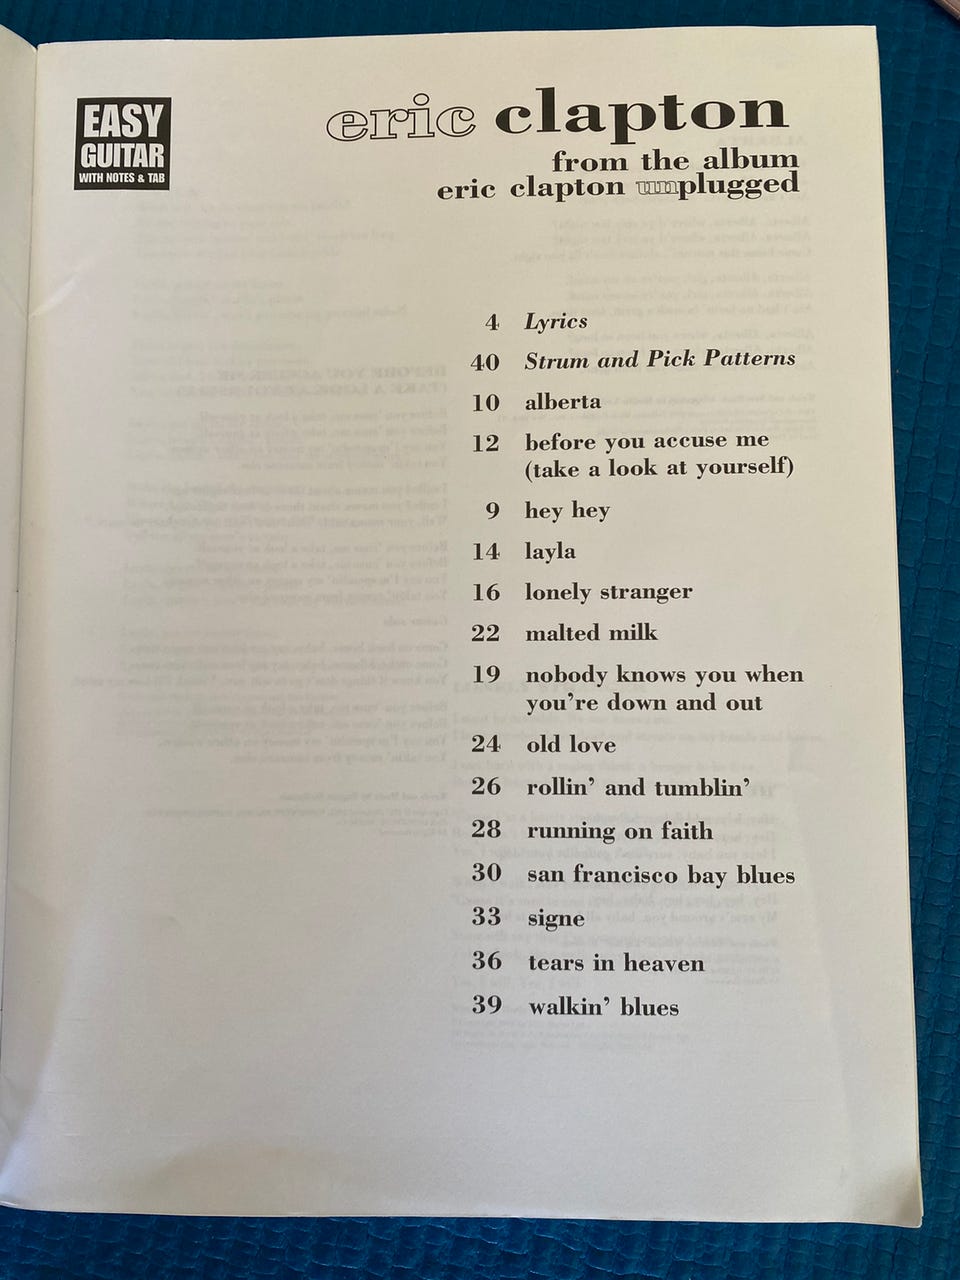 EASY
GUITAR
WITH NOTES & TAB
eric clapton
from the album
eric clapton unplugged
4 Lyrics
40 Strum and Pick Patterns
10 alberta
12 before you accuse me
(take a look at yourself)
9 hey hey
14 layla
16 lonely stranger
22 malted milk
19 nobody knows you when
you're down and out
24 old love
26 rollin' and tumblin'
28 running on faith
30 san francisco bay blues
33 signe
36 tears in heaven
39 walkin' blues